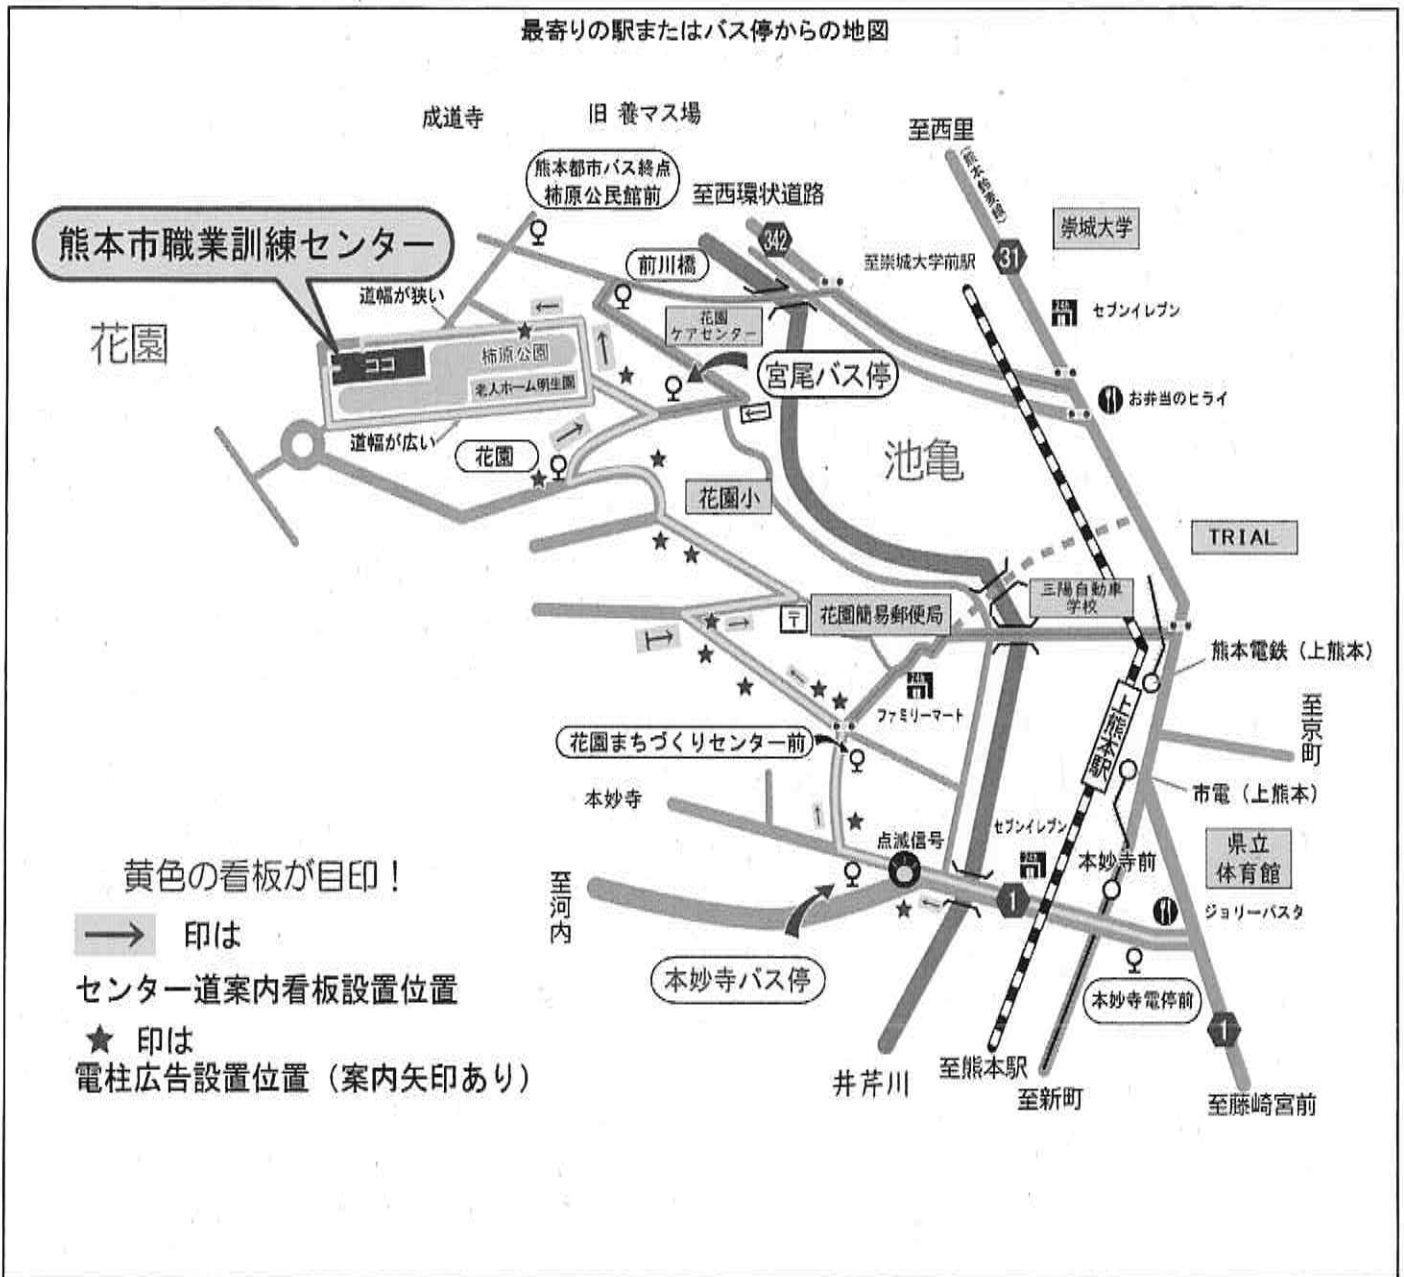 最寄りの駅またはバス停からの地図
成道寺
旧 養マス場
至西里
(熊本鈴麦線)
熊本都市バス終点
柿原公民館前
至西環状道路
342
崇城大学
熊本市職業訓練センター
前川橋
至崇城大学前駅
31
道幅が狭い
セブンイレブン
花園
花園
ケアセンター
柿原公園
ココ
老人ホーム明生園
宮尾バス停
お弁当のヒライ
道幅が広い
花園
池亀
花園小
TRIAL
三陽自動車
学校
〒
花園簡易郵便局
熊本電鉄(上熊本)
24h
ファミリーマート
上熊本駅
至京町
花園まちづくりセンター前
市電(上熊本)
本妙寺
セブンイレブン
点滅信号
県立
体育館
本妙寺前
黄色の看板が目印!
至河内
1
ジョリーパスタ
→ 印は
センター道案内看板設置位置
本妙寺バス停
本妙寺電停前
★ 印は
電柱広告設置位置(案内矢印あり)
1
至熊本駅
井芹川
至新町
至藤崎宮前